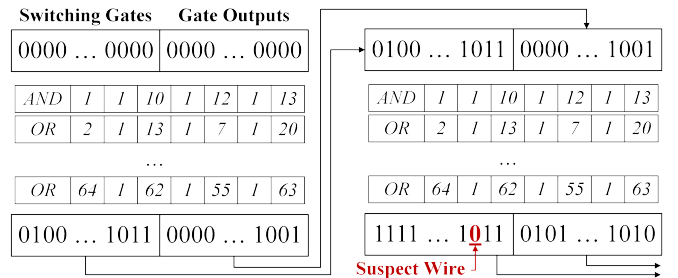 Switching Gates Gate Outputs
0000 … 0000 0000 … 0000
AND 1 1 10 1 12 1 13
OR 2 1 13 1 7 1 20
…
OR 64 1 62 1 55 1 63
0100 … 1011 0000 … 1001
0100 … 1011 0000 … 1001
AND 1 1 10 1 12 1 13
OR 2 1 13 1 7 1 20
…
OR 64 1 62 1 55 1 63
1111 … 1011 0101 … 1010
Suspect Wire